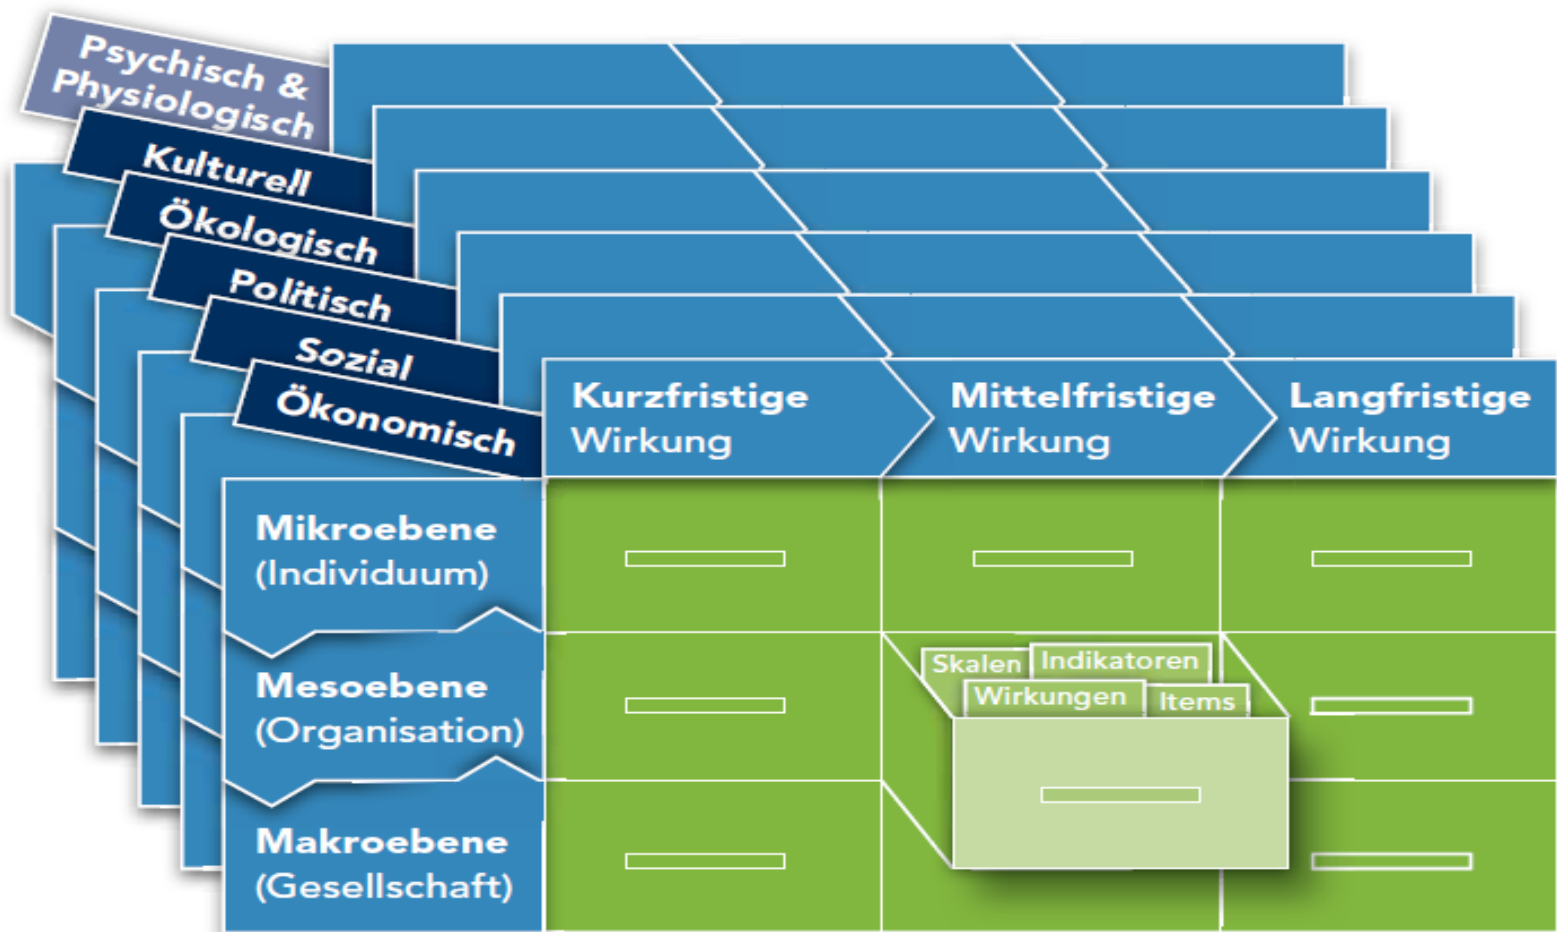 Psychisch &
Physiologisch
Kulturell
Ökologisch
Politisch
Sozial
Ökonomisch
Kurzfristige
Wirkung
Mittelfristige
Wirkung
Langfristige
Wirkung
Mikroebene
(Individuum)
Mesoebene
(Organisation)
Makroebene
(Gesellschaft)
Skalen
Indikatoren
Wirkungen
Items